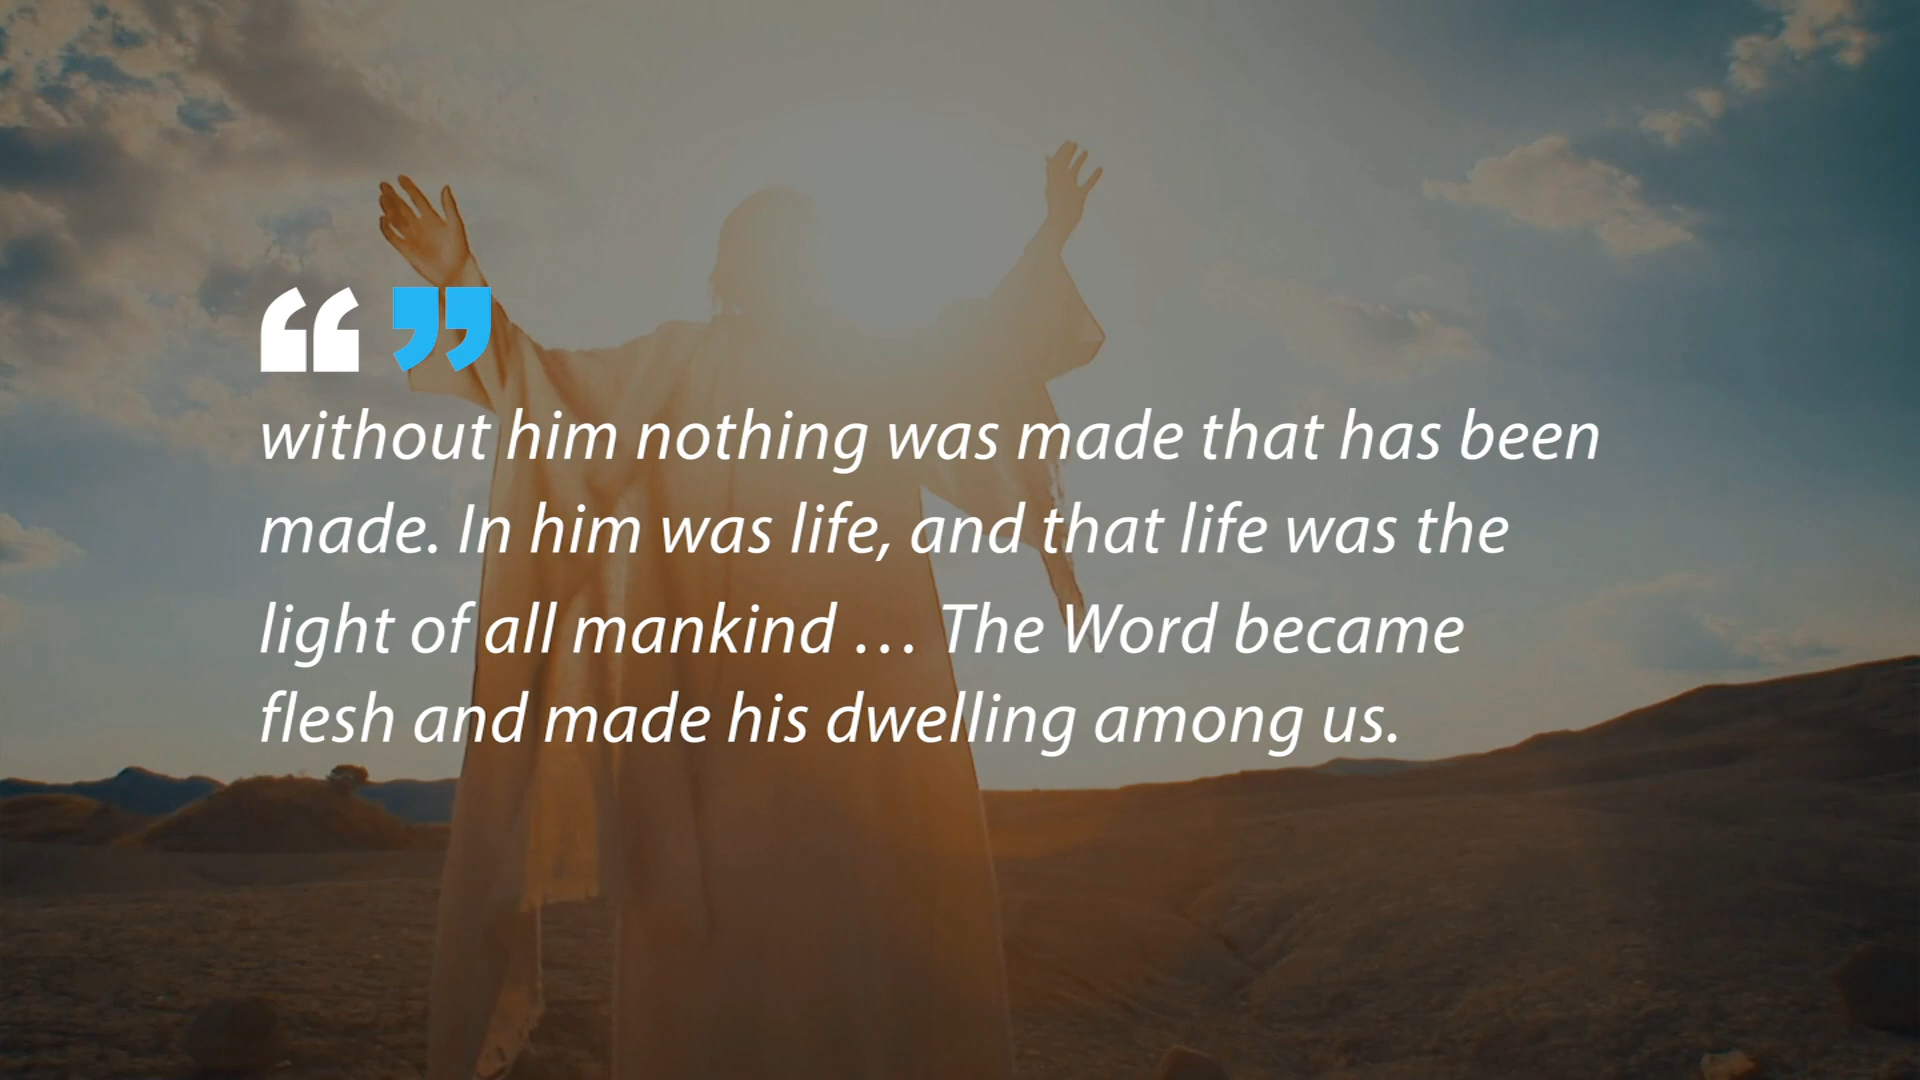 “ ”
without him nothing was made that has been
made. In him was life, and that life was the
light of all mankind … The Word became
flesh and made his dwelling among us.